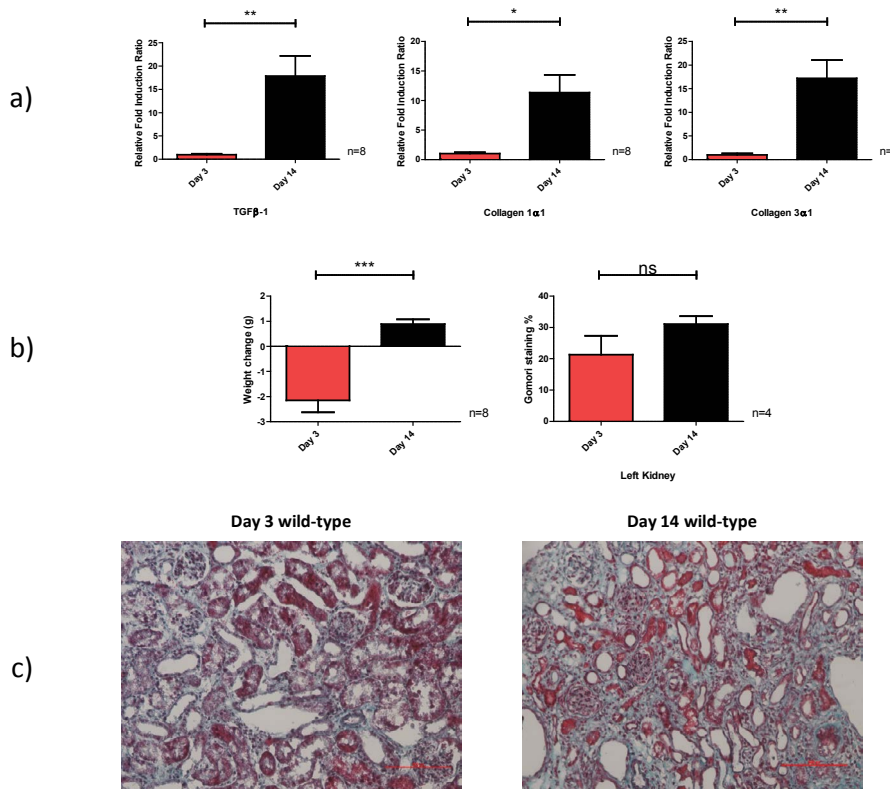 a)
**
Relative Fold Induction Ratio
25
20
15
10
5
0
Day 3
Day 14
n=8
TGFβ-1
*
Relative Fold Induction Ratio
15
10
5
0
Day 3
Day 14
n=8
Collagen 1α1
**
Relative Fold Induction Ratio
25
20
15
10
5
0
Day 3
Day 14
n=
Collagen 3α1
b)
***
Weight change (g)
2
1
0
-1
-2
-3
Day 3
Day 14
n=8
ns
Gomori staining %
40
30
20
10
0
Day 3
Day 14
n=4
Left Kidney
c)
Day 3 wild-type
Day 14 wild-type